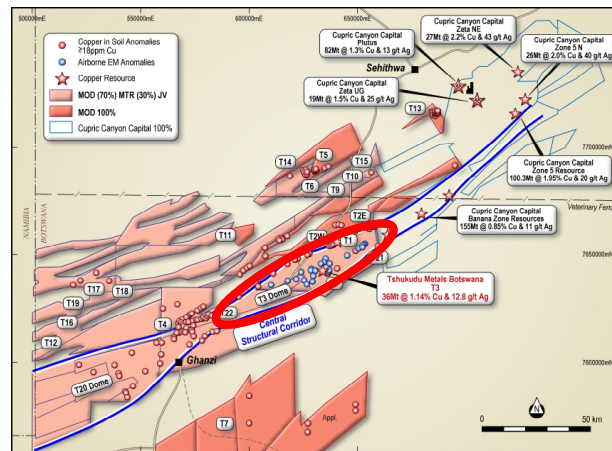 500000mE
550000mE
600000mE
650000mE
Copper in Soil Anomalies
≥18ppm Cu
Airborne EM Anomalies
Copper Resource
MOD (70%) MTR (30%) JV
MOD 100%
Cupric Canyon Capital 100%
Cupric Canyon Capital
Plutus
82Mt @ 1.3% Cu & 13 g/t Ag
Cupric Canyon Capital
Zeta NE
27Mt @ 2.2% Cu & 43 g/t Ag
Cupric Canyon Capital
Zone 5 N
26Mt @ 2.0% Cu & 40 g/t Ag
Sehithwa
Cupric Canyon Capital
Zeta UG
19Mt @ 1.5% Cu & 25 g/t Ag
T13
7700000mN
Cupric Canyon Capital
Zone 5 Resource
100.3Mt @ 1.95% Cu & 20 g/t Ag
T14
T5
T15
T6
T10
T9
Veterinary Fence
NAMIBIA
BOTSWANA
T11
T2E
T2W
T1
Cupric Canyon Capital
Banana Zone Resources
155Mt @ 0.85% Cu & 11 g/t Ag
7650000mN
Tshukudu Metals Botswana
T3
36Mt @ 1.14% Cu & 12.8 g/t Ag
T17
T18
T19
T16
T12
T4
T22
T3 Dome
Central
Structural Corridor
Ghanzi
7600000mN
T20 Dome
T7
Appl.
N
0
50 km